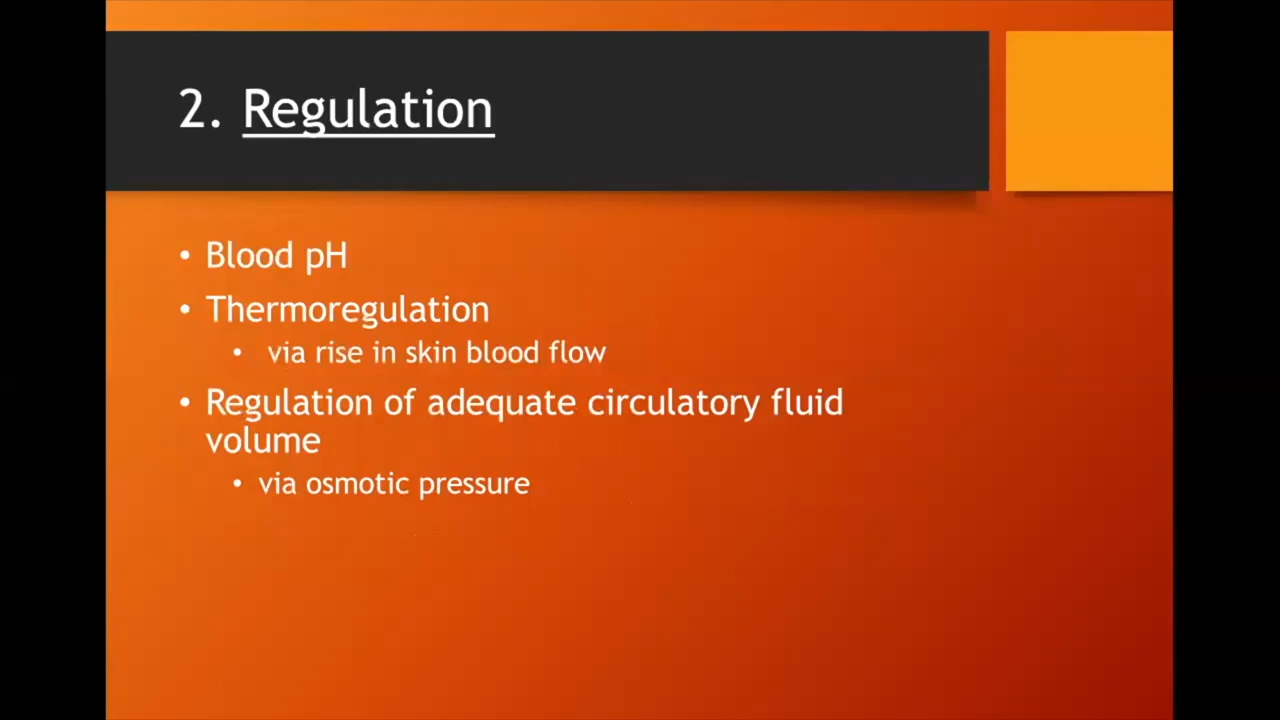 2. Regulation
• Blood pH
• Thermoregulation
• via rise in skin blood flow
• Regulation of adequate circulatory fluid
volume
• via osmotic pressure